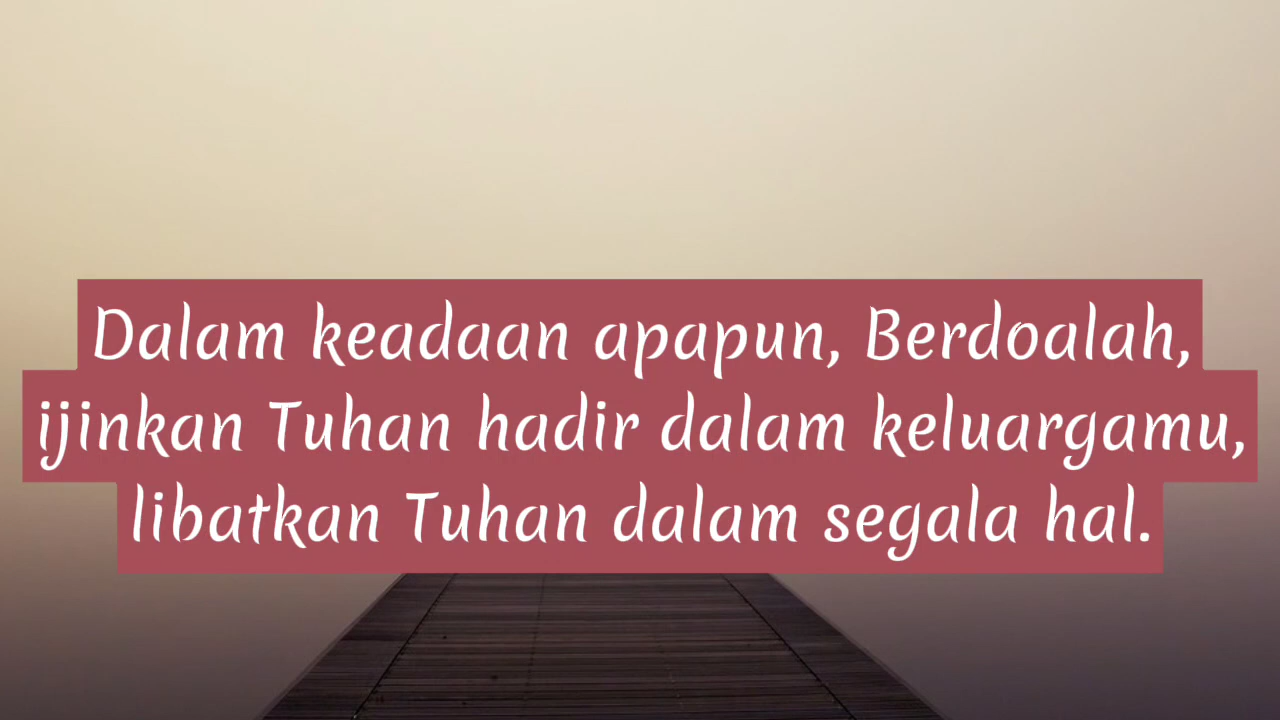 Dalam keadaan apapun, Berdoalah,
ijinkan Tuhan hadir dalam keluargamu,
libatkan Tuhan dalam segala hal.